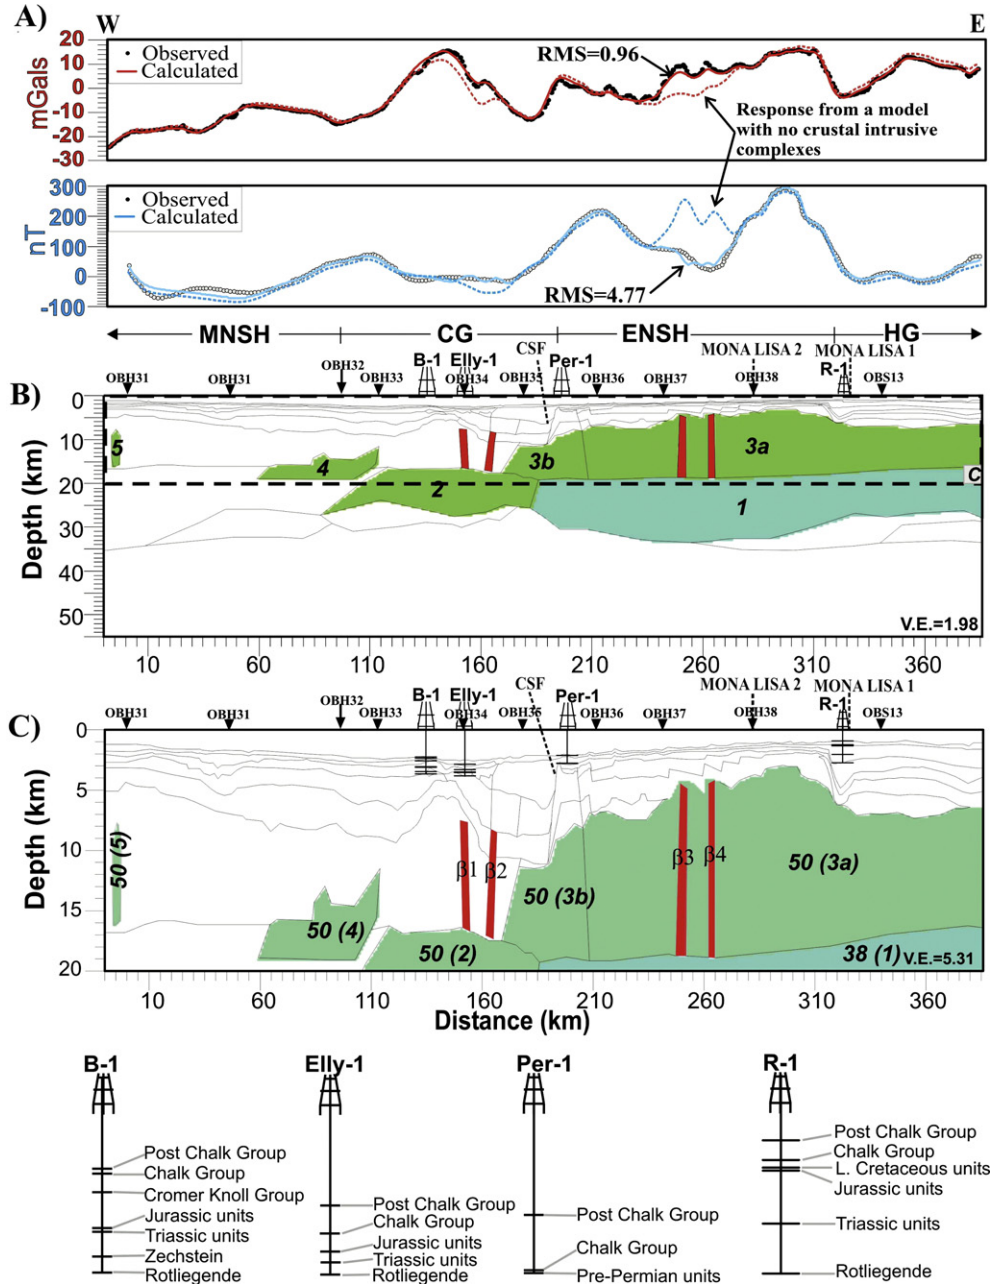 A)
W
E
20
10
0
-10
-20
-30
mGals
Observed
Calculated
RMS=0.96
Response from a model
with no crustal intrusive
complexes
300
200
100
0
-100
nT
Observed
Calculated
RMS=4.77
MNSH
CG
ENSH
HG
B)
OBH31
OBH31
OBH32
OBH33
B-1
Elly-1
OBH34
OBH35
CSF
Per-1
OBH36
OBH37
MONA LISA 2
OBH38
MONA LISA 1
R-1
OBS13
0
10
20
30
40
50
Depth (km)
5
4
2
3b
3a
1
C
V.E.=1.98
10
60
110
160
210
260
310
360
C)
OBH31
OBH31
OBH32
OBH33
B-1
Elly-1
OBH34
OBH35
CSF
Per-1
OBH36
OBH37
MONA LISA 2
OBH38
MONA LISA 1
R-1
OBS13
0
5
10
15
20
Depth (km)
50 (5)
50 (4)
50 (2)
β1
β2
50 (3b)
β3
β4
50 (3a)
38 (1)
V.E.=5.31
10
60
110
160
210
260
310
360
Distance (km)
B-1
Post Chalk Group
Chalk Group
Cromer Knoll Group
Jurassic units
Triassic units
Zechstein
Rotliegende
Elly-1
Post Chalk Group
Chalk Group
Jurassic units
Triassic units
Rotliegende
Per-1
Post Chalk Group
Chalk Group
Pre-Permian units
R-1
Post Chalk Group
Chalk Group
L. Cretaceous units
Jurassic units
Triassic units
Rotliegende